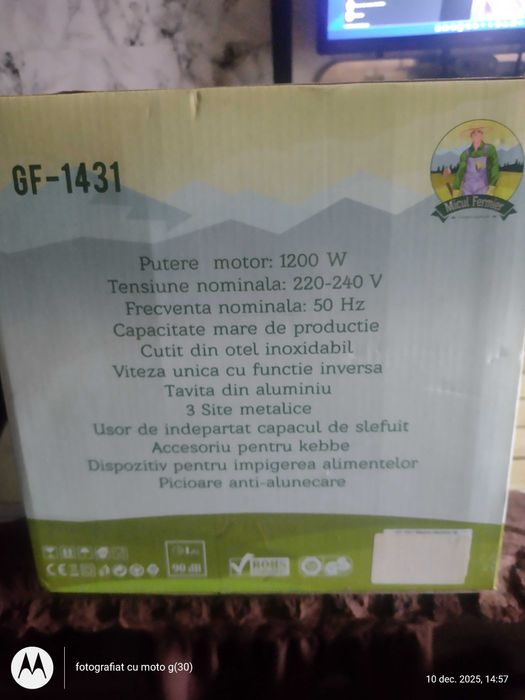 GF-1431
Micul Fermier
Putere motor: 1200 W
Tensiune nominala: 220-240 V
Frecventa nominala: 50 Hz
Capacitate mare de productie
Cutit din otel inoxidabil
Viteza unica cu functie inversa
Tavita din aluminiu
3 Site metalice
Usor de indepartat capacul de slefuit
Accesoriu pentru kebbe
Dispozitiv pentru impigerea alimentelor
Picioare anti-alunecare
90 dB
ROHS
CE
GS
fotografiat cu moto g(30)
10 dec. 2025, 14:57